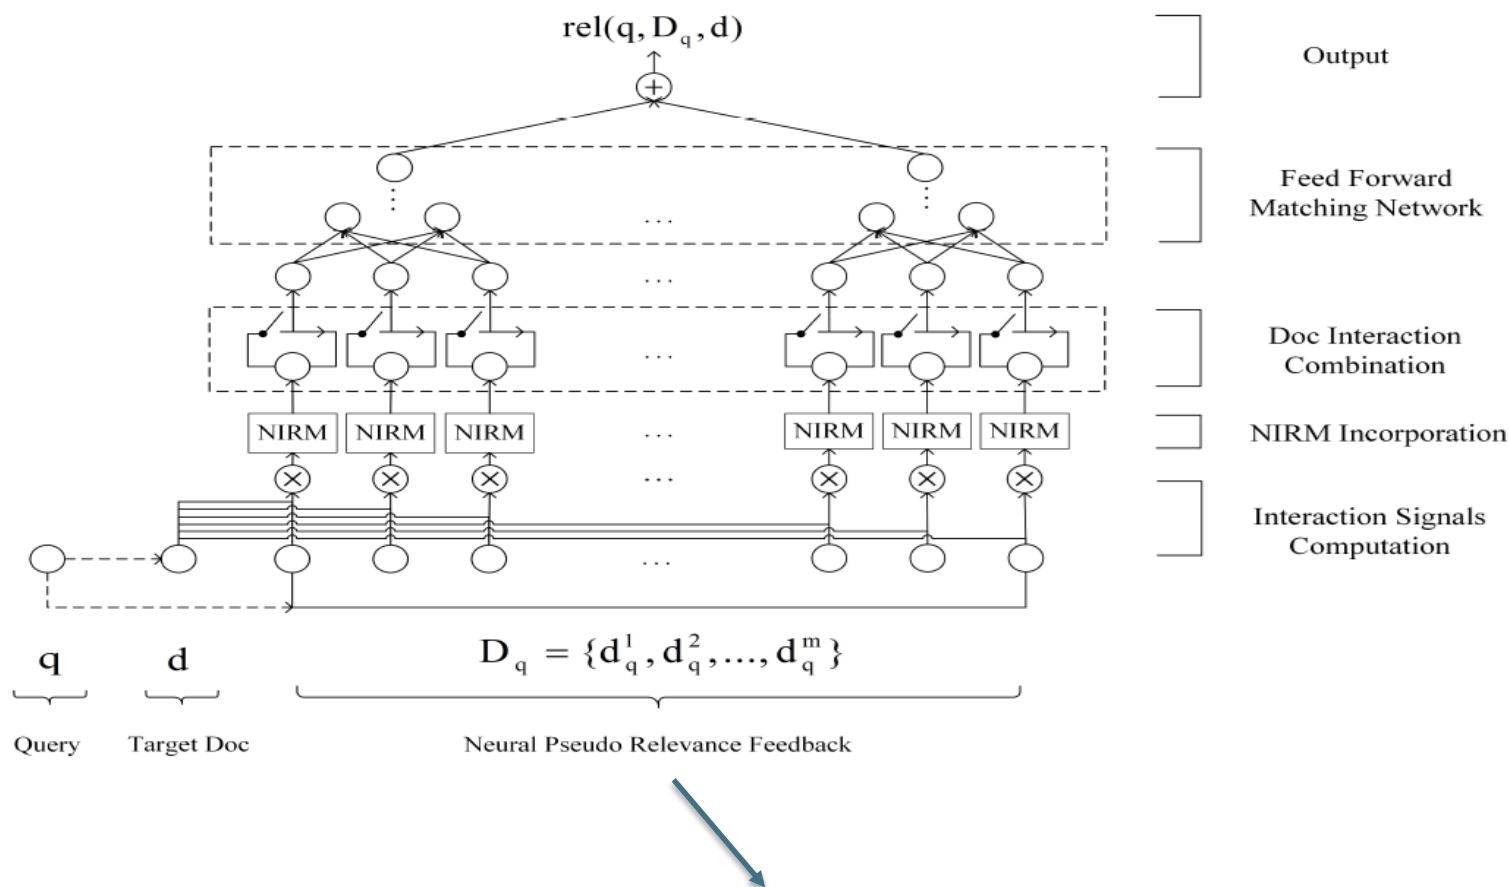 rel(q, D_q, d)
Output
Feed Forward
Matching Network
...
...
Doc Interaction
Combination
...
NIRM NIRM NIRM ... NIRM NIRM NIRM
NIRM Incorporation
...
Interaction Signals
Computation
...
q d D_q = {d_q^1, d_q^2, ..., d_q^m}
Query Target Doc Neural Pseudo Relevance Feedback